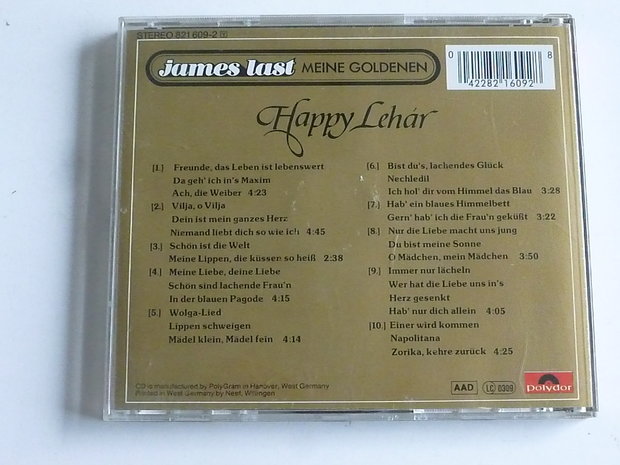 STEREO 821 609-2
james last MEINE GOLDENEN
0 42282 16092 8
Happy Lehár
[1.] Freunde, das Leben ist lebenswert
Da geh' ich in's Maxim
Ach, die Weiber 4:23
[2.] Vilja, o Vilja
Dein ist mein ganzes Herz
Niemand liebt dich so wie ich 4:45
[3.] Schön ist die Welt
Meine Lippen, die küssen so heiß 2:38
[4.] Meine Liebe, deine Liebe
Schön sind lachende Frau'n
In der blauen Pagode 4:15
[5.] Wolga-Lied
Lippen schweigen
Mädel klein, Mädel fein 4:14
[6.] Bist du's, lachendes Glück
Nechledil
Ich hol' dir vom Himmel das Blau 3:28
[7.] Hab' ein blaues Himmelbett
Gern' hab' ich die Frau'n geküßt 3:22
[8.] Nur die Liebe macht uns jung
Du bist meine Sonne
O Mädchen, mein Mädchen 3:50
[9.] Immer nur lächeln
Wer hat die Liebe uns in's
Herz gesenkt
Hab' nur dich allein 4:05
[10.] Einer wird kommen
Napolitana
Zorika, kehre zurück 4:25
CD is manufactured by PolyGram in Hanover, West Germany
Printed in West Germany by Neef, Wittingen
AAD
LC 0309
Polydor